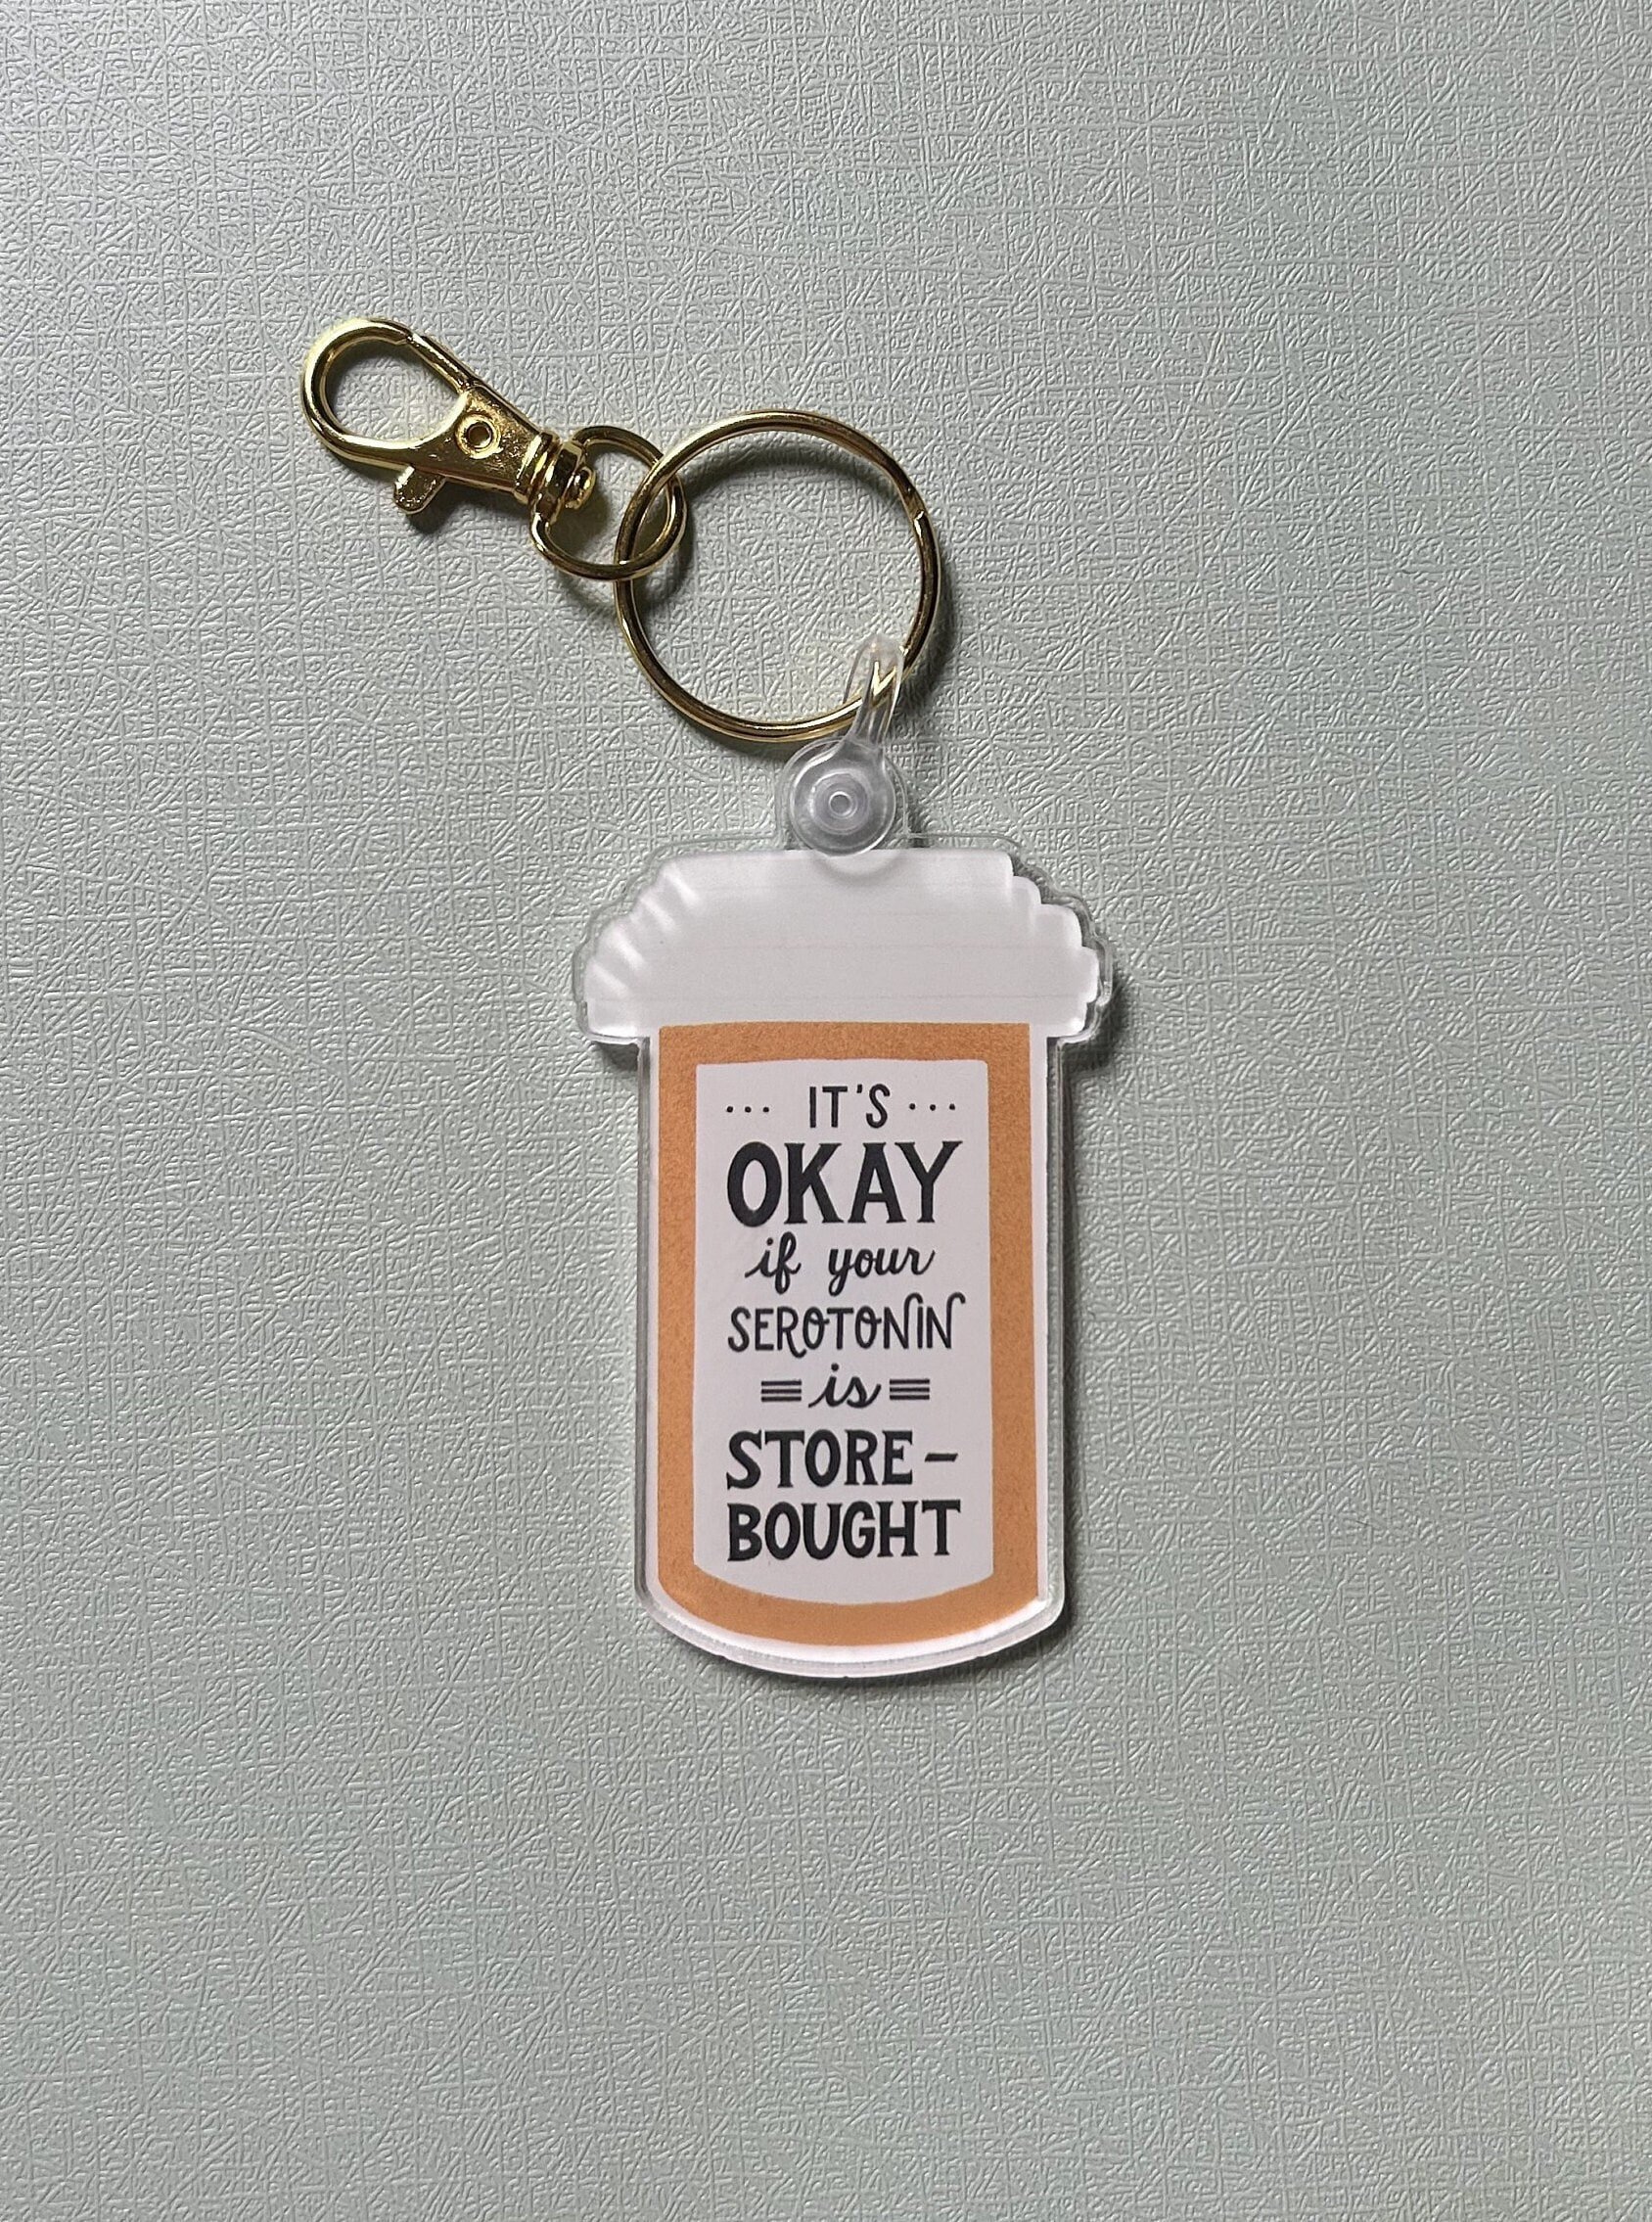 IT'S
OKAY
if your
SEROTONIN
is
STORE-
BOUGHT